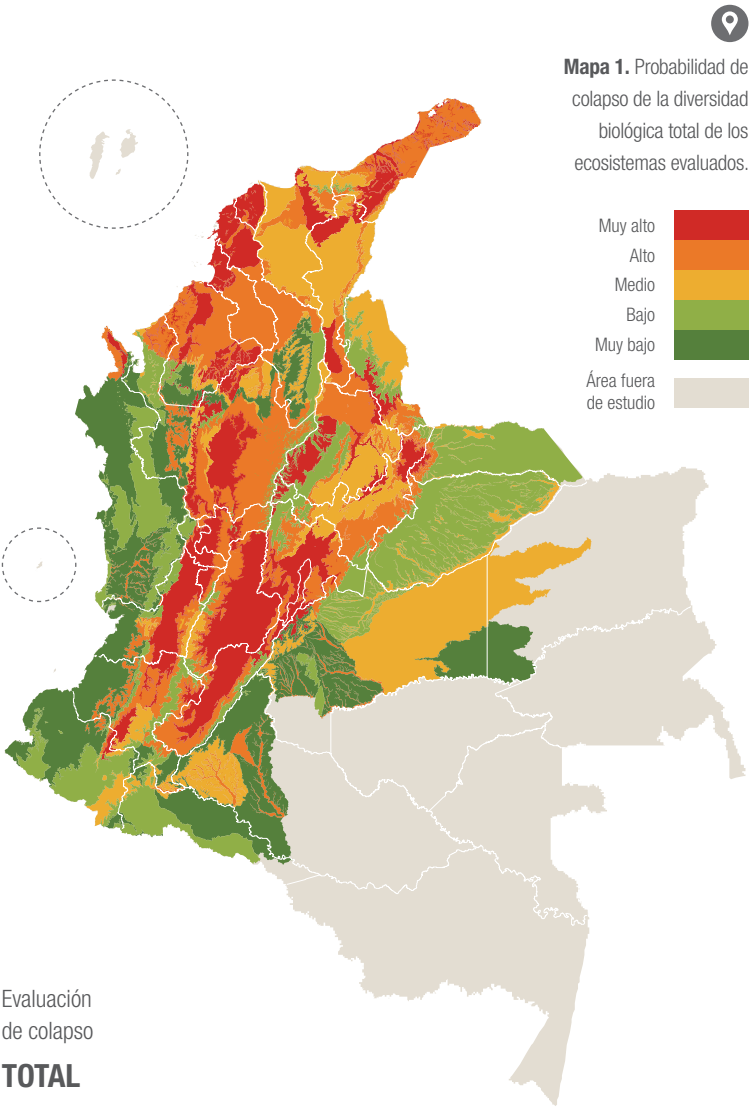 Mapa 1. Probabilidad de
colapso de la diversidad
biológica total de los
ecosistemas evaluados.
Muy alto
Alto
Medio
Bajo
Muy bajo
Área fuera
de estudio
Evaluación
de colapso
TOTAL